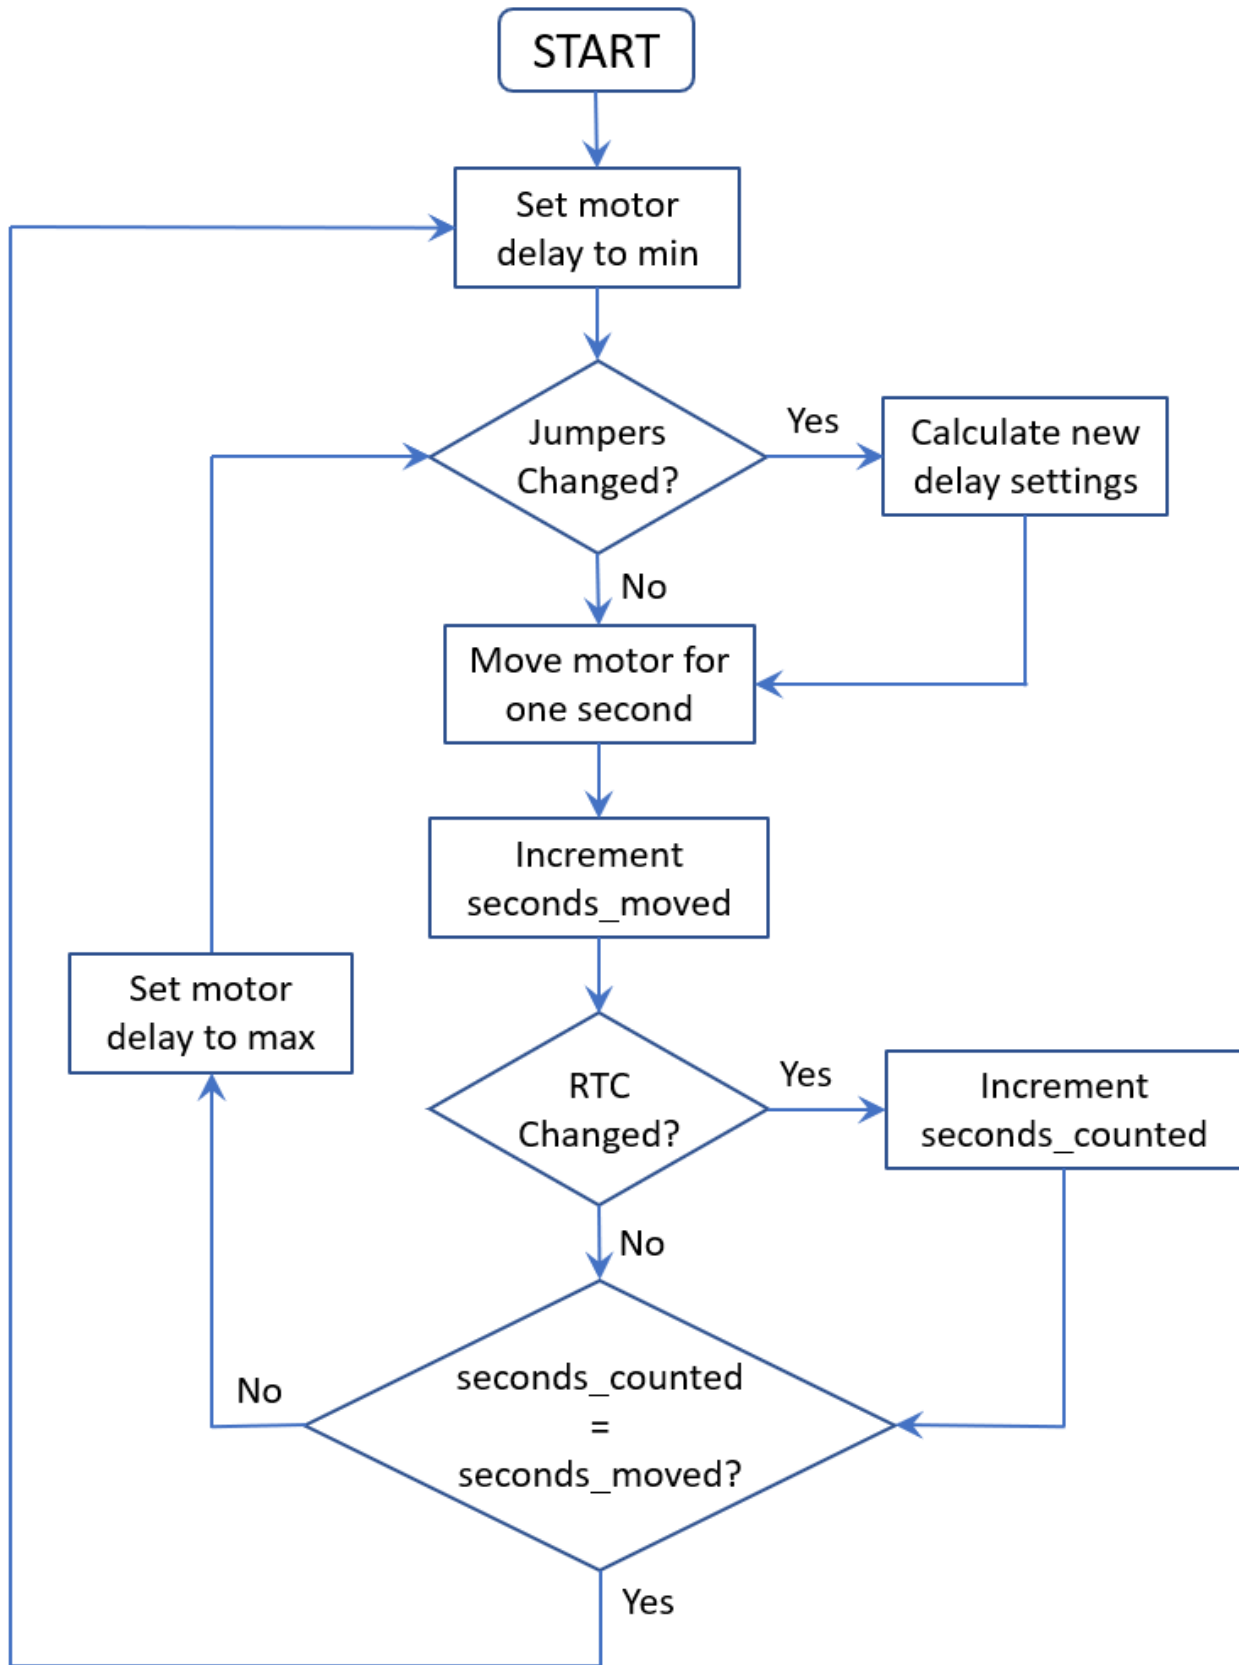 START
Set motor
delay to min
Jumpers
Changed?
Yes
Calculate new
delay settings
No
Move motor for
one second
Increment
seconds_moved
Set motor
delay to max
RTC
Changed?
Yes
Increment
seconds_counted
No
seconds_counted
=
seconds_moved?
No
Yes